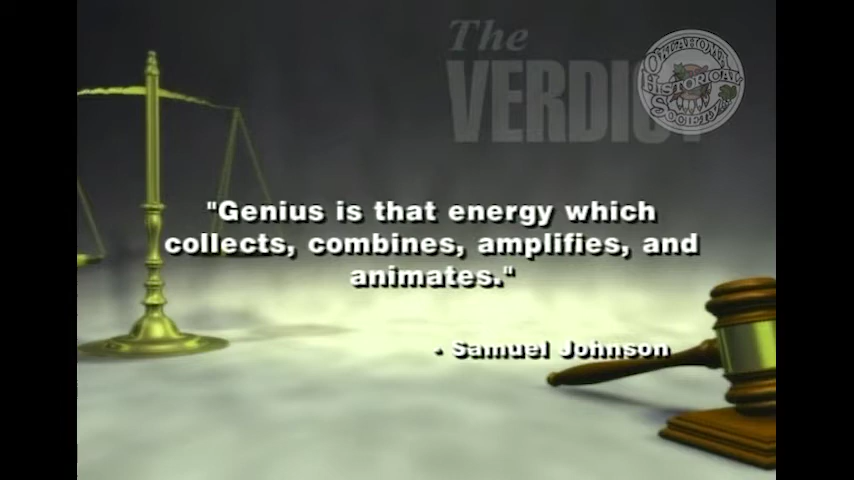 The
VERDICT
OKLAHOMA
HISTORICAL
SOCIETY
"Genius is that energy which
collects, combines, amplifies, and
animates."
- Samuel Johnson